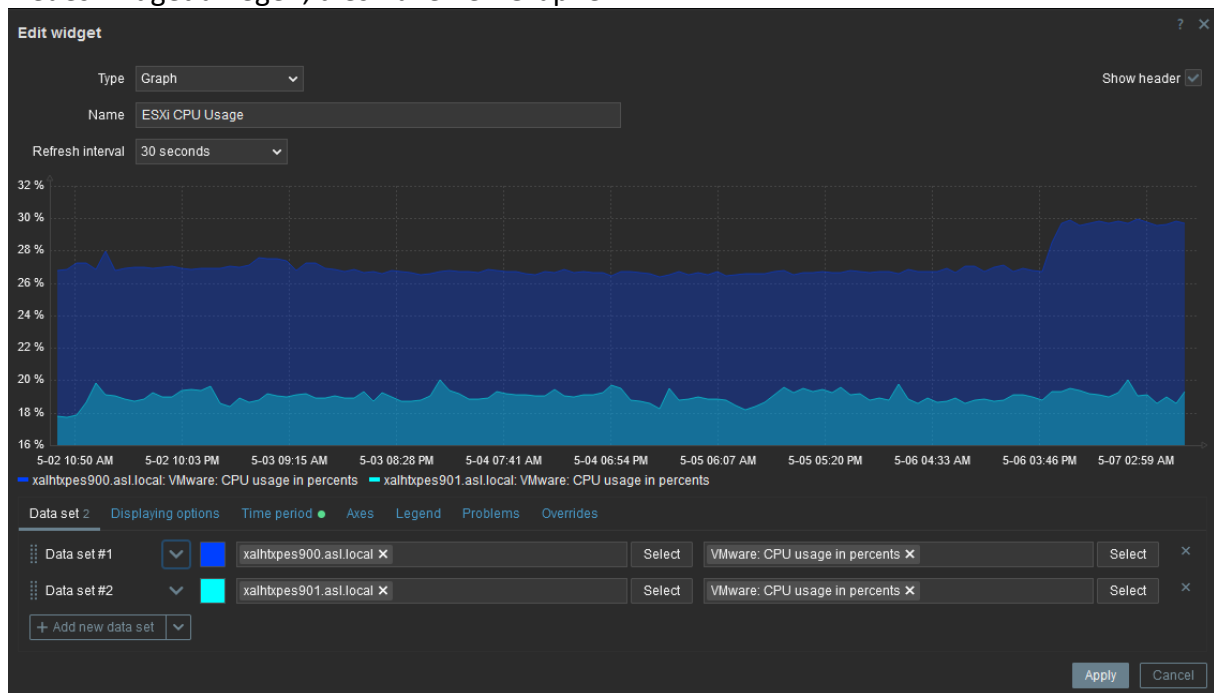 Edit widget ? ×
Type Graph Show header
Name ESXi CPU Usage
Refresh interval 30 seconds
32 %
30 %
28 %
26 %
24 %
22 %
20 %
18 %
16 %
5-02 10:50 AM 5-02 10:03 PM 5-03 09:15 AM 5-03 08:28 PM 5-04 07:41 AM 5-04 06:54 PM 5-05 06:07 AM 5-05 05:20 PM 5-06 04:33 AM 5-06 03:46 PM 5-07 02:59 AM
xalhtxpes900.asl.local: VMware: CPU usage in percents xalhtxpes901.asl.local: VMware: CPU usage in percents
Data set 2 Displaying options Time period Axes Legend Problems Overrides
Data set #1 xalhtxpes900.asl.local × Select VMware: CPU usage in percents × Select ×
Data set #2 xalhtxpes901.asl.local × Select VMware: CPU usage in percents × Select ×
+ Add new data set
Apply Cancel